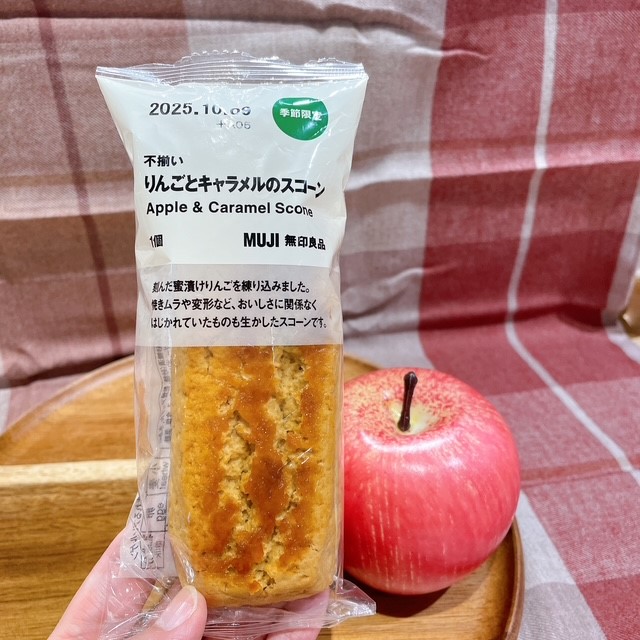 2025.10.09
季節限定
不揃い
りんごとキャラメルのスコーン
Apple & Caramel Scone
1個
MUJI 無印良品
刻んだ蜜漬けりんごを練り込みました。
焼きムラや変形など、おいしさに関係なく
はじかれていたものも生かしたスコーンです。